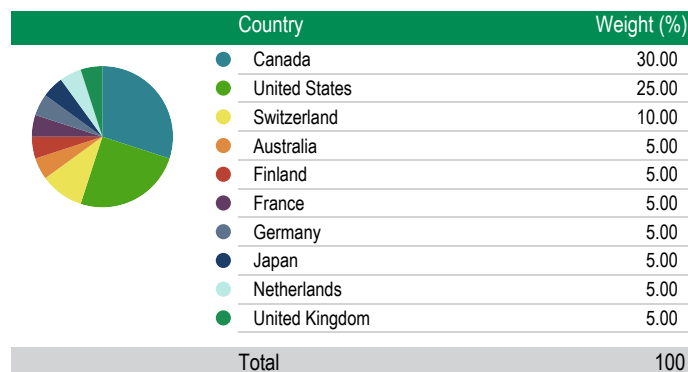 Country Weight (%)
Canada 30.00
United States 25.00
Switzerland 10.00
Australia 5.00
Finland 5.00
France 5.00
Germany 5.00
Japan 5.00
Netherlands 5.00
United Kingdom 5.00
Total 100